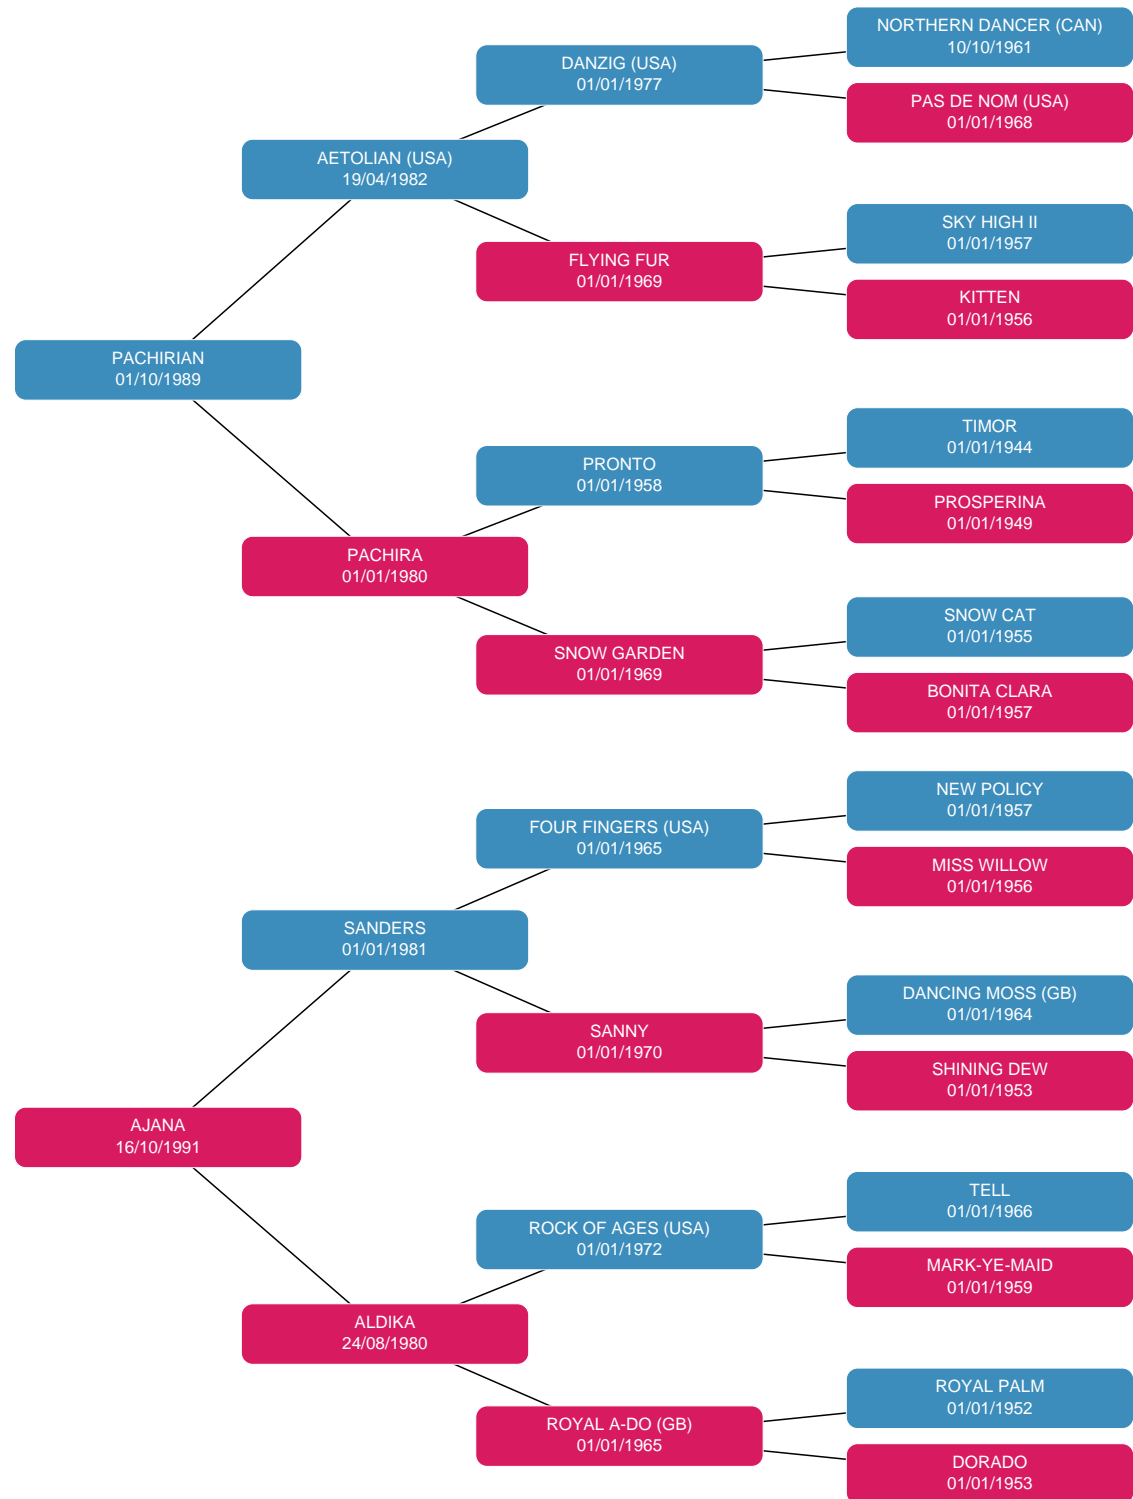 NORTHERN DANCER (CAN)
10/10/1961
DANZIG (USA)
01/01/1977
PAS DE NOM (USA)
01/01/1968
AETOLIAN (USA)
19/04/1982
SKY HIGH II
01/01/1957
FLYING FUR
01/01/1969
KITTEN
01/01/1956
PACHIRIAN
01/10/1989
TIMOR
01/01/1944
PRONTO
01/01/1958
PROSPERINA
01/01/1949
PACHIRA
01/01/1980
SNOW CAT
01/01/1955
SNOW GARDEN
01/01/1969
BONITA CLARA
01/01/1957
NEW POLICY
01/01/1957
FOUR FINGERS (USA)
01/01/1965
MISS WILLOW
01/01/1956
SANDERS
01/01/1981
DANCING MOSS (GB)
01/01/1964
SANNY
01/01/1970
SHINING DEW
01/01/1953
AJANA
16/10/1991
TELL
01/01/1966
ROCK OF AGES (USA)
01/01/1972
MARK-YE-MAID
01/01/1959
ALDIKA
24/08/1980
ROYAL PALM
01/01/1952
ROYAL A-DO (GB)
01/01/1965
DORADO
01/01/1953